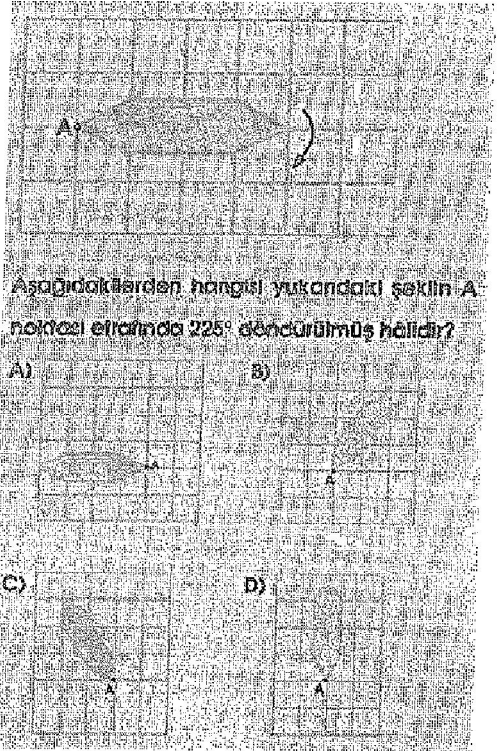 A
Aşağıdakilerden hangisi yukarıdaki şeklin A
noktası etrafında 225° döndürülmüş hâlidir?
A)
B)
A
A
C)
D)
A
A